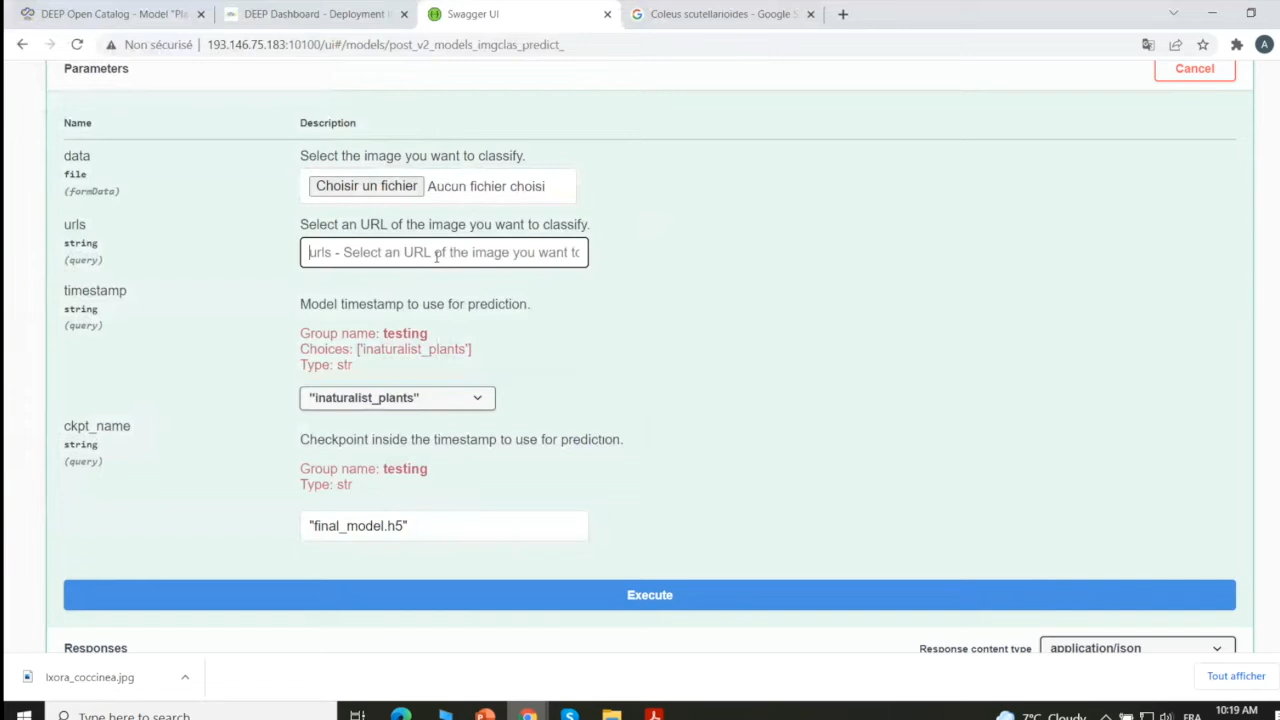 DEEP Open Catalog - Model "Pla
DEEP Dashboard - Deployment
Swagger UI
Coleus scutellarioides - Google S
Non sécurisé | 193.146.75.183:10100/ui#/models/post_v2_models_imgclas_predict_
A
Parameters
Cancel
Name
Description
data
Select the image you want to classify.
file
(formData)
Choisir un fichier Aucun fichier choisi
urls
Select an URL of the image you want to classify.
string
(query)
urls - Select an URL of the image you want to
timestamp
string
(query)
Model timestamp to use for prediction.
Group name: testing
Choices: ['inaturalist_plants']
Type: str
"inaturalist_plants"
ckpt_name
string
(query)
Checkpoint inside the timestamp to use for prediction.
Group name: testing
Type: str
"final_model.h5"
Execute
Responses
Response content type
application/json
Ixora_coccinea.jpg
Tout afficher
Type here to search
7°C Cloudy
FRA
10:19 AM